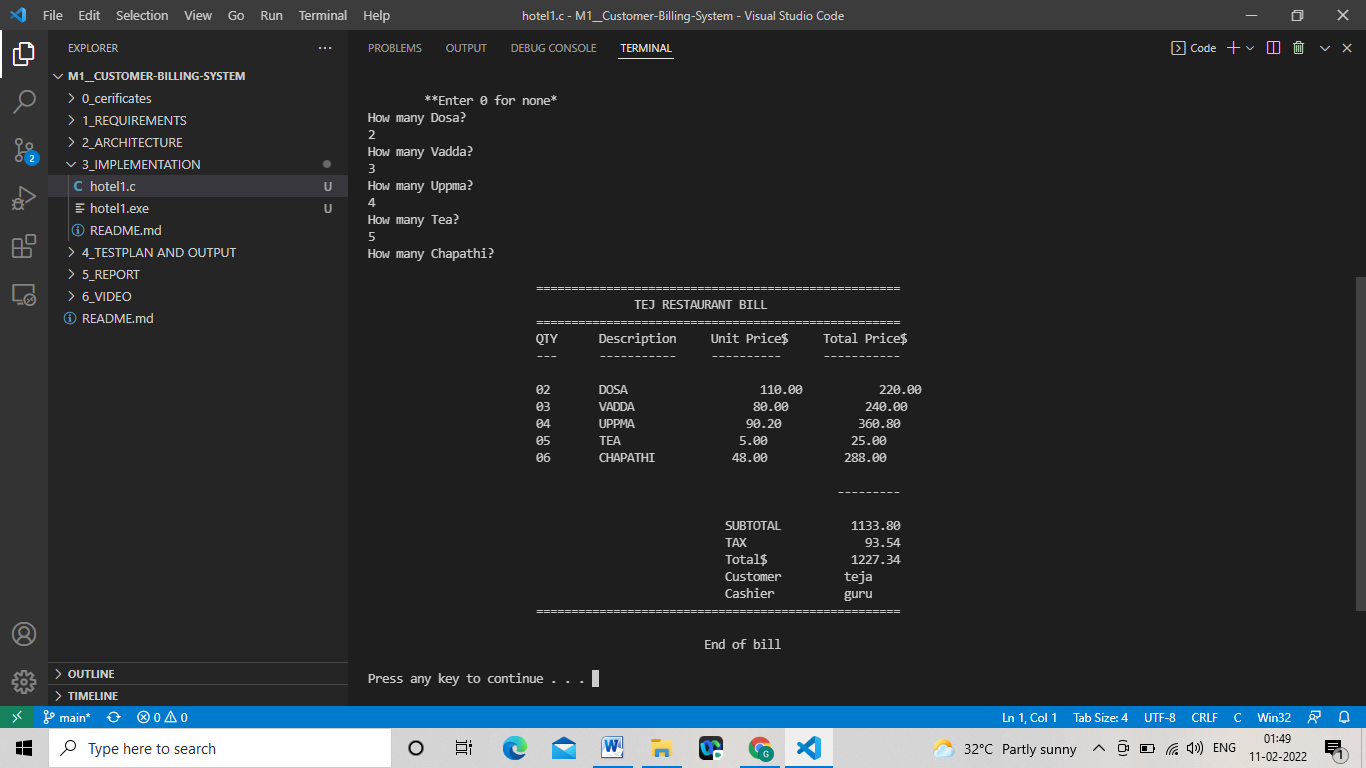 File Edit Selection View Go Run Terminal Help hotel1.c - M1__Customer-Billing-System - Visual Studio Code
EXPLORER
M1__CUSTOMER-BILLING-SYSTEM
0_cerificates
1_REQUIREMENTS
2_ARCHITECTURE
3_IMPLEMENTATION
C hotel1.c U
hotel1.exe U
README.md
4_TESTPLAN AND OUTPUT
5_REPORT
6_VIDEO
README.md
2
OUTLINE
TIMELINE
PROBLEMS OUTPUT DEBUG CONSOLE TERMINAL Code
**Enter 0 for none*
How many Dosa?
2
How many Vadda?
3
How many Uppma?
4
How many Tea?
5
How many Chapathi?
====================================================
TEJ RESTAURANT BILL
====================================================
QTY Description Unit Price$ Total Price$
--- ----------- ---------- -----------
02 DOSA 110.00 220.00
03 VADDA 80.00 240.00
04 UPPMA 90.20 360.80
05 TEA 5.00 25.00
06 CHAPATHI 48.00 288.00
---------
SUBTOTAL 1133.80
TAX 93.54
Total$ 1227.34
Customer teja
Cashier guru
====================================================
End of bill
Press any key to continue . . .
main* 0 0 Ln 1, Col 1 Tab Size: 4 UTF-8 CRLF C Win32
Type here to search 32°C Partly sunny ENG 01:49
11-02-2022 1